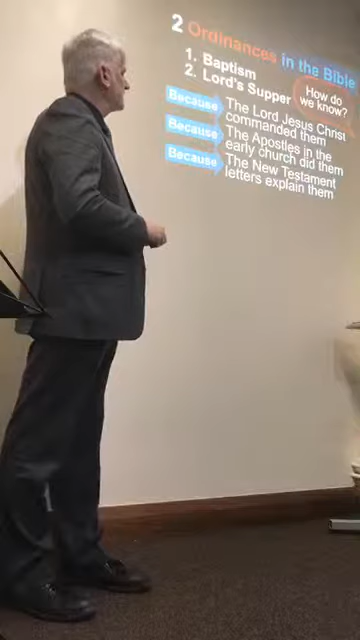 2 Ordinances in the Bible
1. Baptism
2. Lord's Supper
How do
we know?
Because
The Lord Jesus Christ
commanded them
Because
The Apostles in the
early church did them
Because
The New Testament
letters explain them